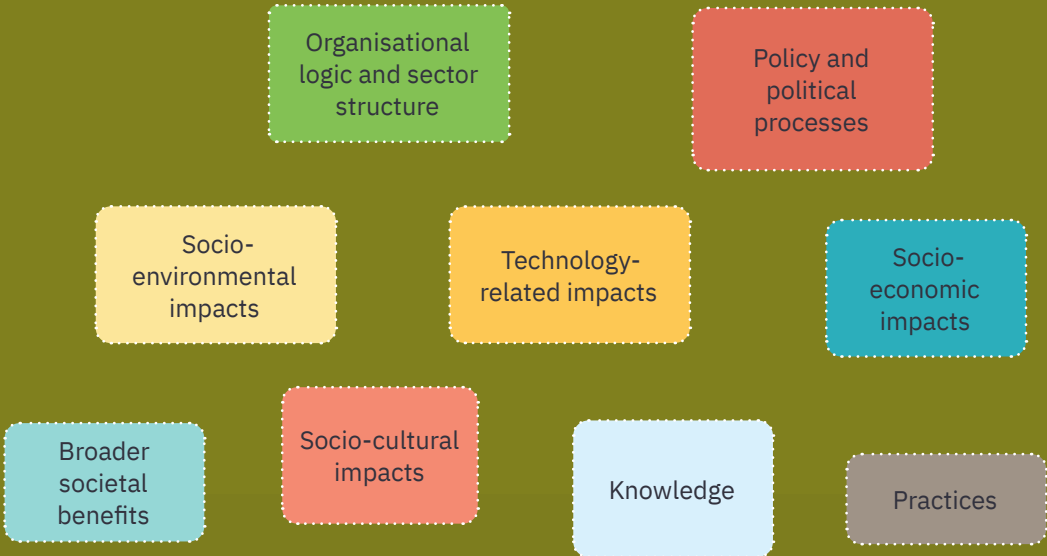 Organisational
logic and sector
structure
Policy and
political
processes
Socio-
environmental
impacts
Technology-
related impacts
Socio-
economic
impacts
Broader
societal
benefits
Socio-cultural
impacts
Knowledge
Practices